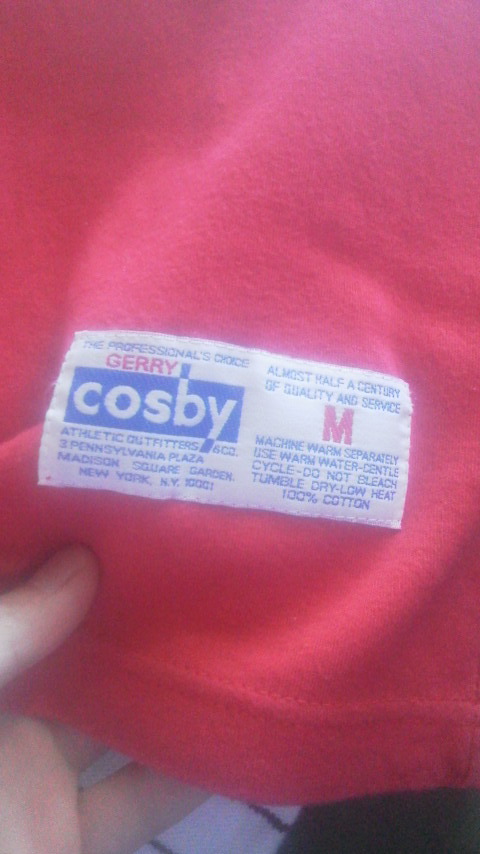 THE PROFESSIONAL'S CHOICE
GERRY
cosby
ATHLETIC OUTFITTERS & CO.
3 PENNSYLVANIA PLAZA
MADISON SQUARE GARDEN
NEW YORK, N.Y. 10001
ALMOST HALF A CENTURY
OF QUALITY AND SERVICE
M
MACHINE WARM SEPARATELY
USE WARM WATER-GENTLE
CYCLE-DO NOT BLEACH
TUMBLE DRY-LOW HEAT
100% COTTON